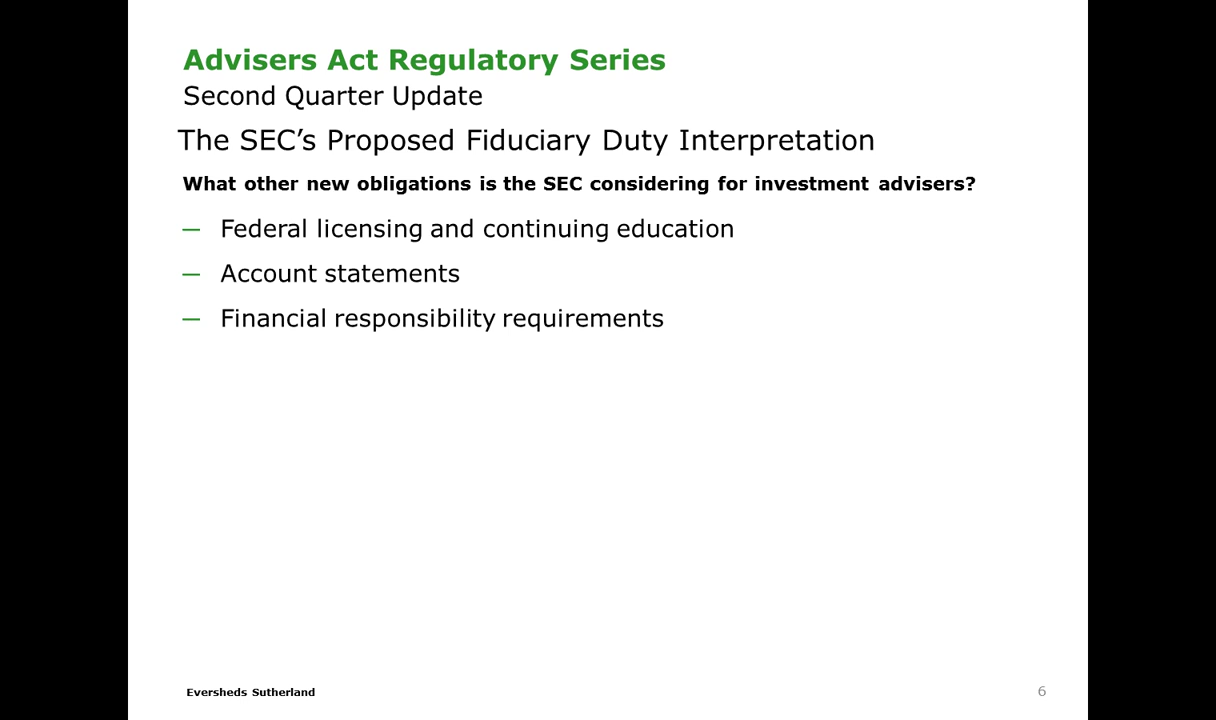 Advisers Act Regulatory Series
Second Quarter Update
The SEC’s Proposed Fiduciary Duty Interpretation
What other new obligations is the SEC considering for investment advisers?
— Federal licensing and continuing education
— Account statements
— Financial responsibility requirements
Eversheds Sutherland
6